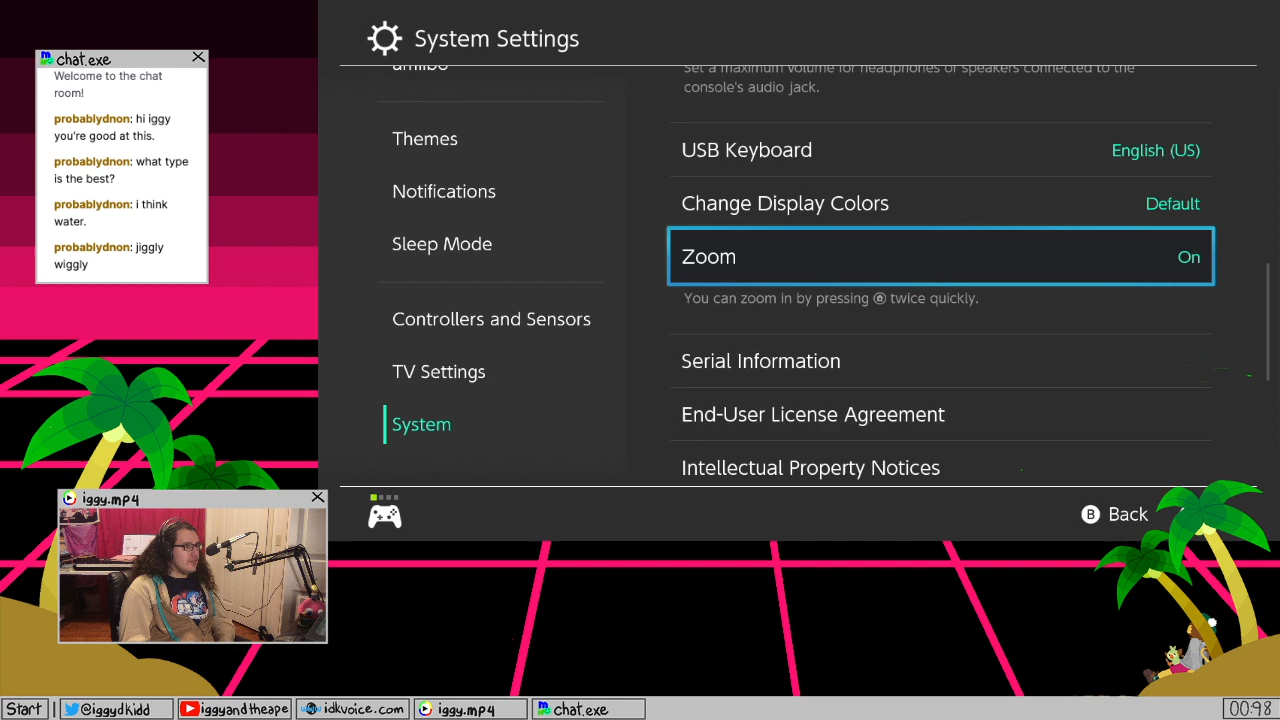 chat.exe
Welcome to the chat
room!
probablydnon: hi iggy
you're good at this.
probablydnon: what type
is the best?
probablydnon: i think
water.
probablydnon: jiggly
wiggly
System Settings
amiibo
Themes
Notifications
Sleep Mode
Controllers and Sensors
TV Settings
System
Set a maximum volume for headphones or speakers connected to the
console's audio jack.
USB Keyboard English (US)
Change Display Colors Default
Zoom On
You can zoom in by pressing twice quickly.
Serial Information
End-User License Agreement
Intellectual Property Notices
B Back
iggy.mp4
Start | @iggydkidd iggyandtheape www idkvoice.com iggy.mp4 chat.exe 00:98